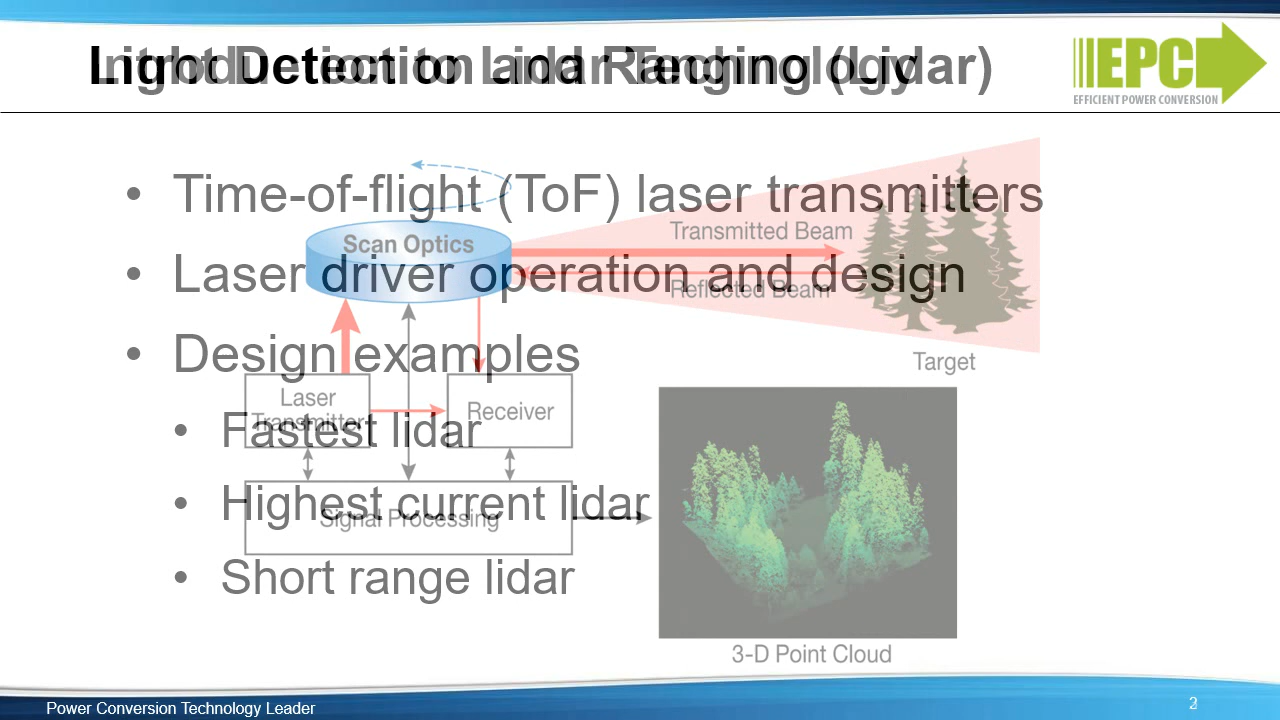 Introduction to Lidar Technology
Light Detection and Ranging (Lidar)
EPC
EFFICIENT POWER CONVERSION
• Time-of-flight (ToF) laser transmitters
• Laser driver operation and design
• Design examples
• Fastest lidar
• Highest current lidar
• Short range lidar
Scan Optics
Transmitted Beam
Reflected Beam
Target
Laser
Transmitter
Receiver
Signal Processing
3-D Point Cloud
Power Conversion Technology Leader